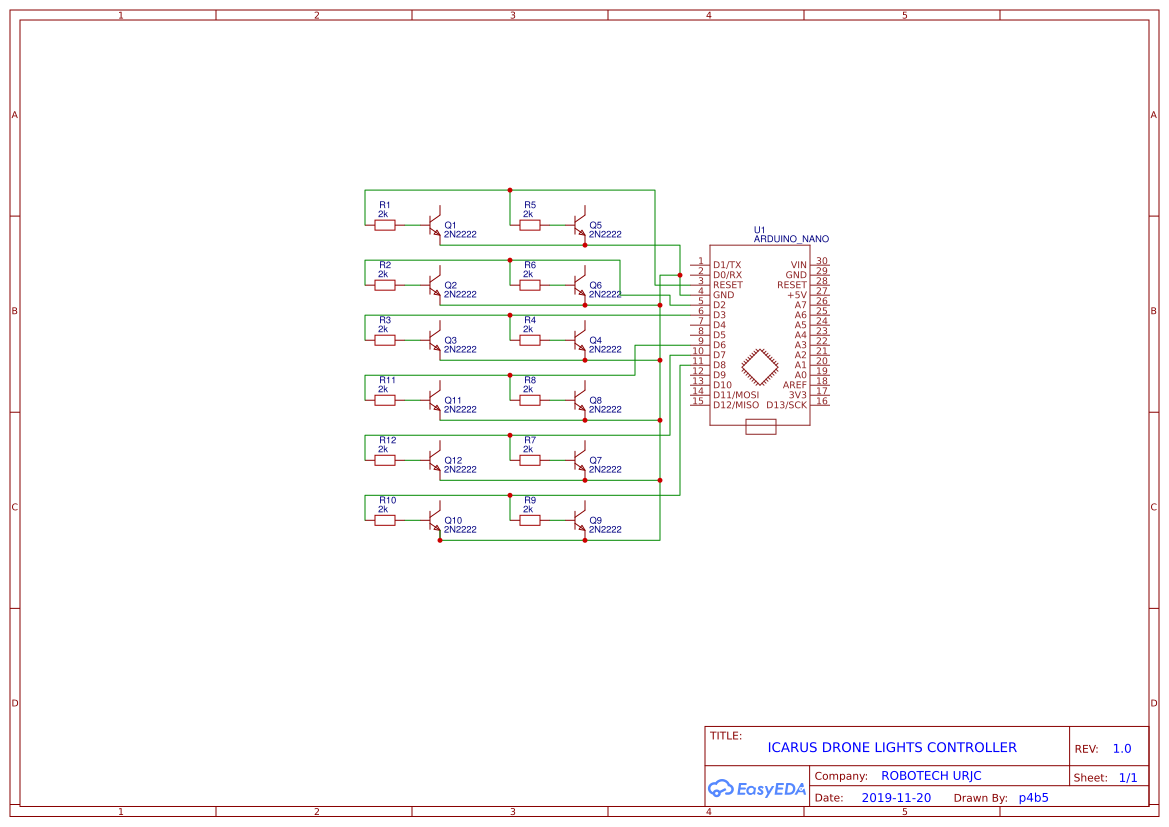 1 2 3 4 5
A A
R1
2k
Q1
2N2222
R5
2k
Q5
2N2222
R2
2k
Q2
2N2222
R6
2k
Q6
2N2222
R3
2k
Q3
2N2222
R4
2k
Q4
2N2222
R11
2k
Q11
2N2222
R8
2k
Q8
2N2222
R12
2k
Q12
2N2222
R7
2k
Q7
2N2222
R10
2k
Q10
2N2222
R9
2k
Q9
2N2222
U1
ARDUINO_NANO
1 D1/TX VIN 30
2 D0/RX GND 29
3 RESET RESET 28
4 GND +5V 27
5 D2 A7 26
6 D3 A6 25
7 D4 A5 24
8 D5 A4 23
9 D6 A3 22
10 D7 A2 21
11 D8 A1 20
12 D9 A0 19
13 D10 AREF 18
14 D11/MOSI 3V3 17
15 D12/MISO D13/SCK 16
B B
C C
D D
TITLE:
ICARUS DRONE LIGHTS CONTROLLER
REV: 1.0
EasyEDA
Company: ROBOTECH URJC
Sheet: 1/1
Date: 2019-11-20 Drawn By: p4b5
1 2 3 4 5